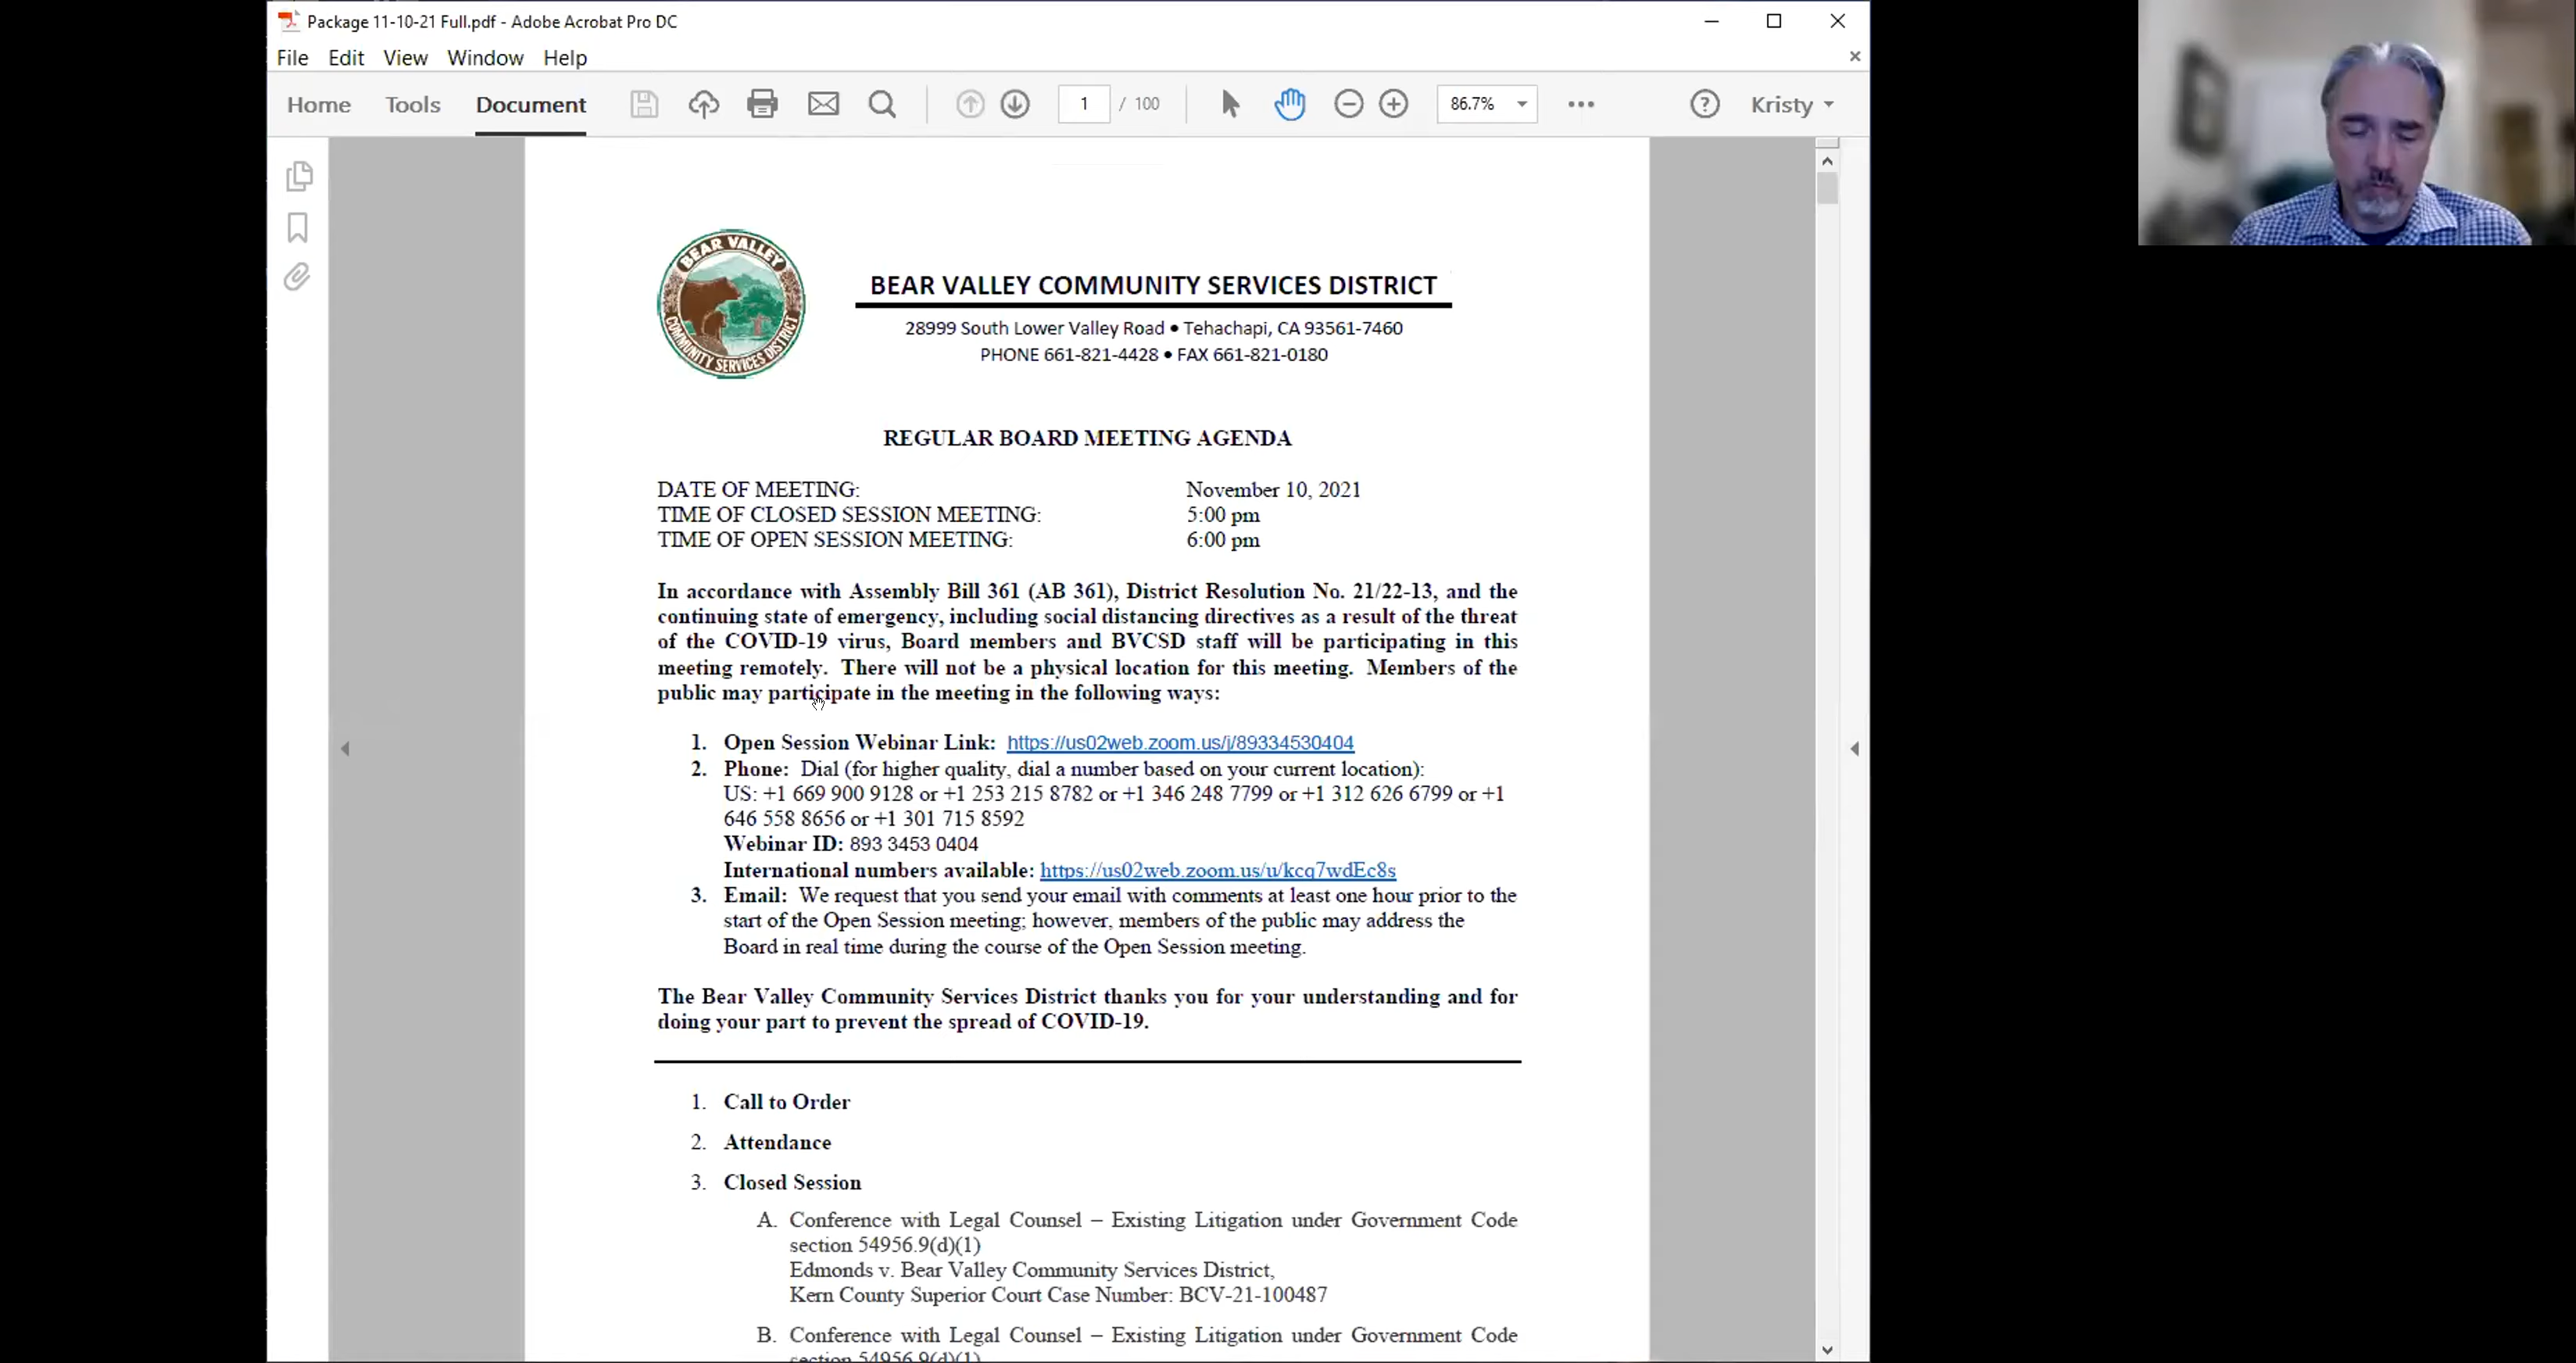 Package 11-10-21 Full.pdf - Adobe Acrobat Pro DC
File Edit View Window Help
Home Tools Document 1 / 100 86.7% Kristy
BEAR VALLEY
COMMUNITY SERVICES DISTRICT
BEAR VALLEY COMMUNITY SERVICES DISTRICT
28999 South Lower Valley Road • Tehachapi, CA 93561-7460
PHONE 661-821-4428 • FAX 661-821-0180
REGULAR BOARD MEETING AGENDA
DATE OF MEETING: November 10, 2021
TIME OF CLOSED SESSION MEETING: 5:00 pm
TIME OF OPEN SESSION MEETING: 6:00 pm
In accordance with Assembly Bill 361 (AB 361), District Resolution No. 21/22-13, and the
continuing state of emergency, including social distancing directives as a result of the threat
of the COVID-19 virus, Board members and BVCSD staff will be participating in this
meeting remotely. There will not be a physical location for this meeting. Members of the
public may participate in the meeting in the following ways:
1. Open Session Webinar Link: https://us02web.zoom.us/j/89334530404
2. Phone: Dial (for higher quality, dial a number based on your current location):
US: +1 669 900 9128 or +1 253 215 8782 or +1 346 248 7799 or +1 312 626 6799 or +1
646 558 8656 or +1 301 715 8592
Webinar ID: 893 3453 0404
International numbers available: https://us02web.zoom.us/u/kcq7wdEc8s
3. Email: We request that you send your email with comments at least one hour prior to the
start of the Open Session meeting; however, members of the public may address the
Board in real time during the course of the Open Session meeting.
The Bear Valley Community Services District thanks you for your understanding and for
doing your part to prevent the spread of COVID-19.
1. Call to Order
2. Attendance
3. Closed Session
A. Conference with Legal Counsel – Existing Litigation under Government Code
section 54956.9(d)(1)
Edmonds v. Bear Valley Community Services District,
Kern County Superior Court Case Number: BCV-21-100487
B. Conference with Legal Counsel – Existing Litigation under Government Code
section 54956.9(d)(1)